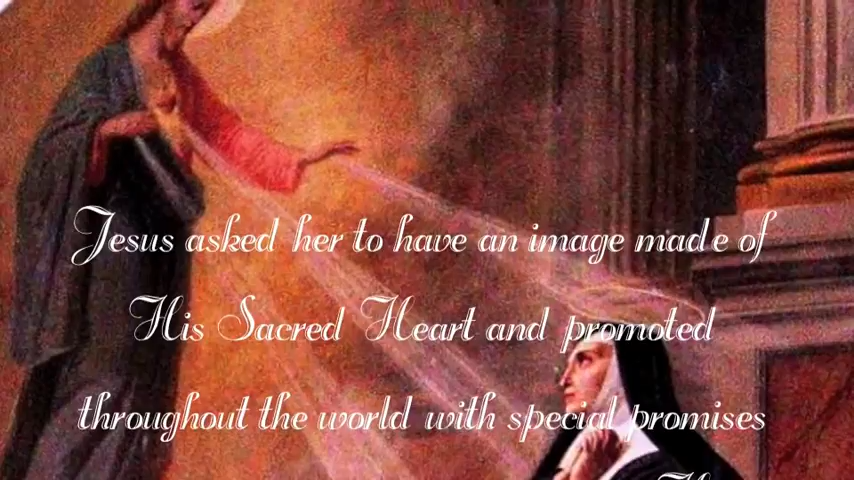 Jesus asked her to have an image made of
His Sacred Heart and promoted
throughout the world with special promises